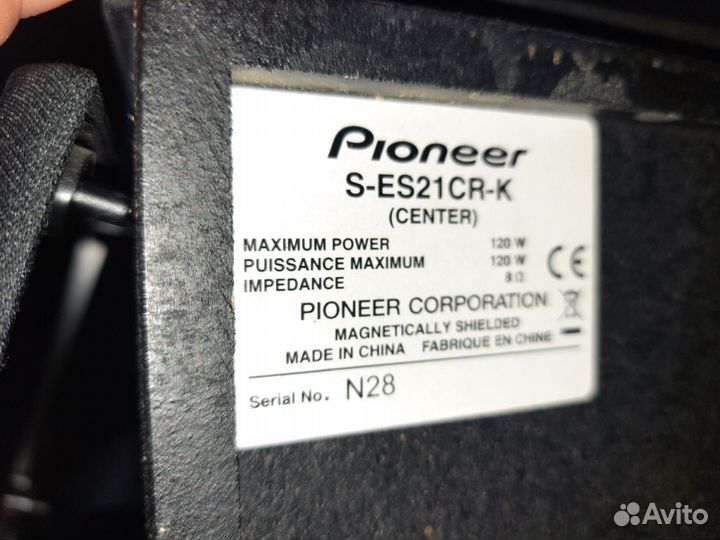 Pioneer
S-ES21CR-K
(CENTER)
MAXIMUM POWER 120 W
PUISSANCE MAXIMUM 120 W
IMPEDANCE 8 Ω
CE
PIONEER CORPORATION
MAGNETICALLY SHIELDED
MADE IN CHINA FABRIQUE EN CHINE
Serial No. N28
Avito